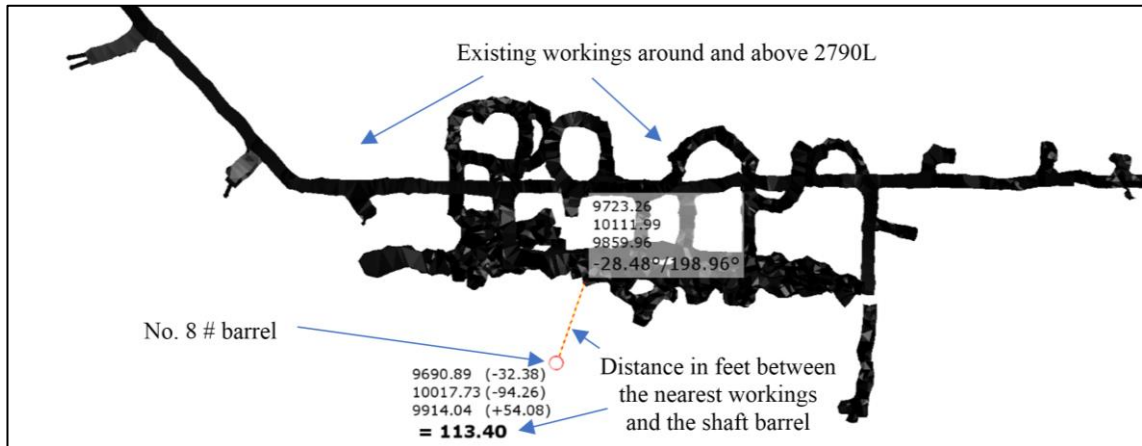 Existing workings around and above 2790L
9723.26
10111.99
9859.96
-28.48°/198.96°
No. 8 # barrel
9690.89 (-32.38)
10017.73 (-94.26)
9914.04 (+54.08)
= 113.40
Distance in feet between
the nearest workings
and the shaft barrel